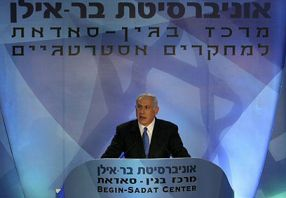 אוניברסיטת בר-אילן
מרכז בגין-סאדאת
למחקרים אסטרטגיים
אוניברסיטת בר-אילן
מרכז בגין - סאדאת
BEGIN-SADAT CENTER